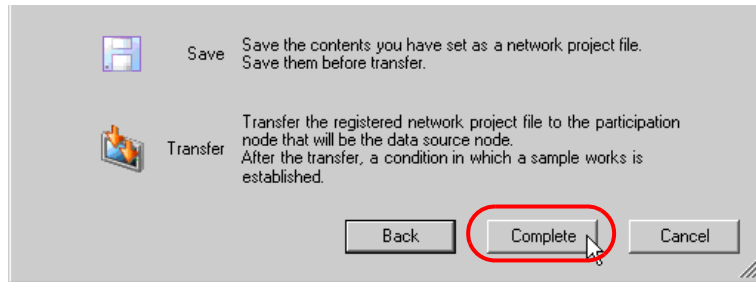 Save
Save the contents you have set as a network project file.
Save them before transfer.
Transfer
Transfer the registered network project file to the participation
node that will be the data source node.
After the transfer, a condition in which a sample works is
established.
Back
Complete
Cancel